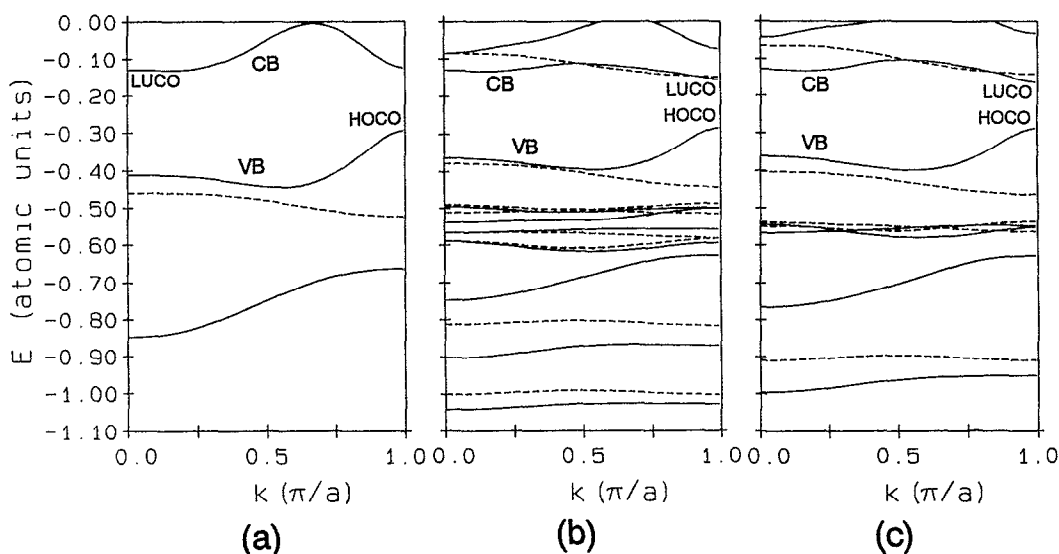 E (atomic units)
0.00
-0.10
-0.20
-0.30
-0.40
-0.50
-0.60
-0.70
-0.80
-0.90
-1.00
-1.10
LUCO
CB
HOCO
VB
0.0 0.5 1.0
k (π/a)
(a)
CB
LUCO
HOCO
VB
0.0 0.5 1.0
k (π/a)
(b)
CB
LUCO
HOCO
VB
0.0 0.5 1.0
k (π/a)
(c)